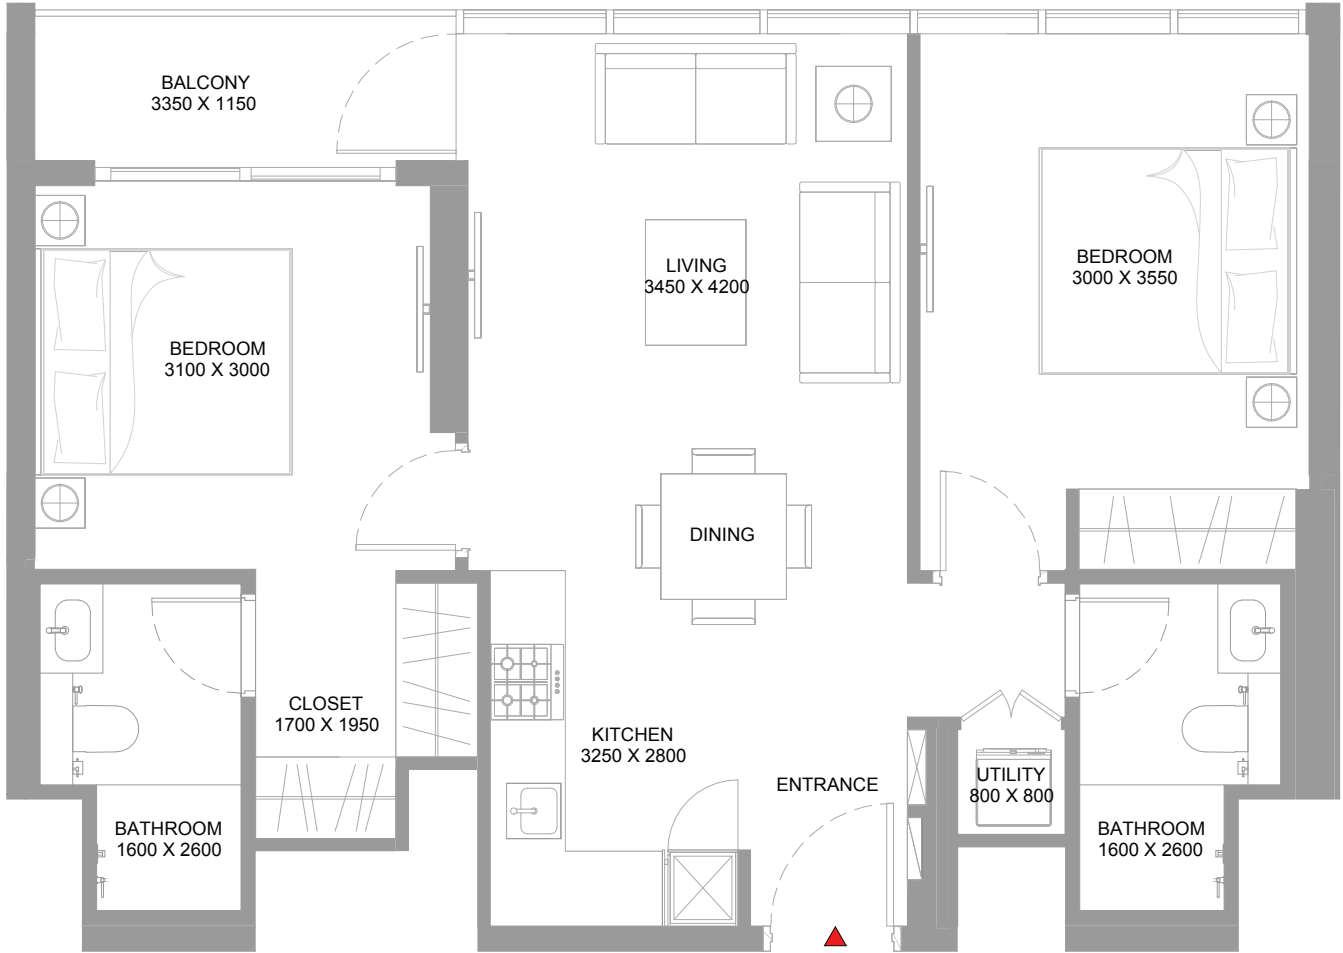 BALCONY
3350 X 1150
LIVING
3450 X 4200
BEDROOM
3000 X 3550
BEDROOM
3100 X 3000
DINING
CLOSET
1700 X 1950
KITCHEN
3250 X 2800
ENTRANCE
UTILITY
800 X 800
BATHROOM
1600 X 2600
BATHROOM
1600 X 2600